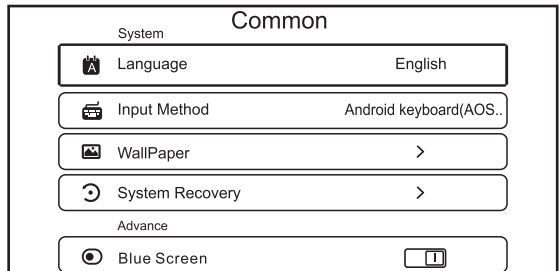 Common
System
Language English
Input Method Android keyboard(AOS..
WallPaper >
System Recovery >
Advance
Blue Screen